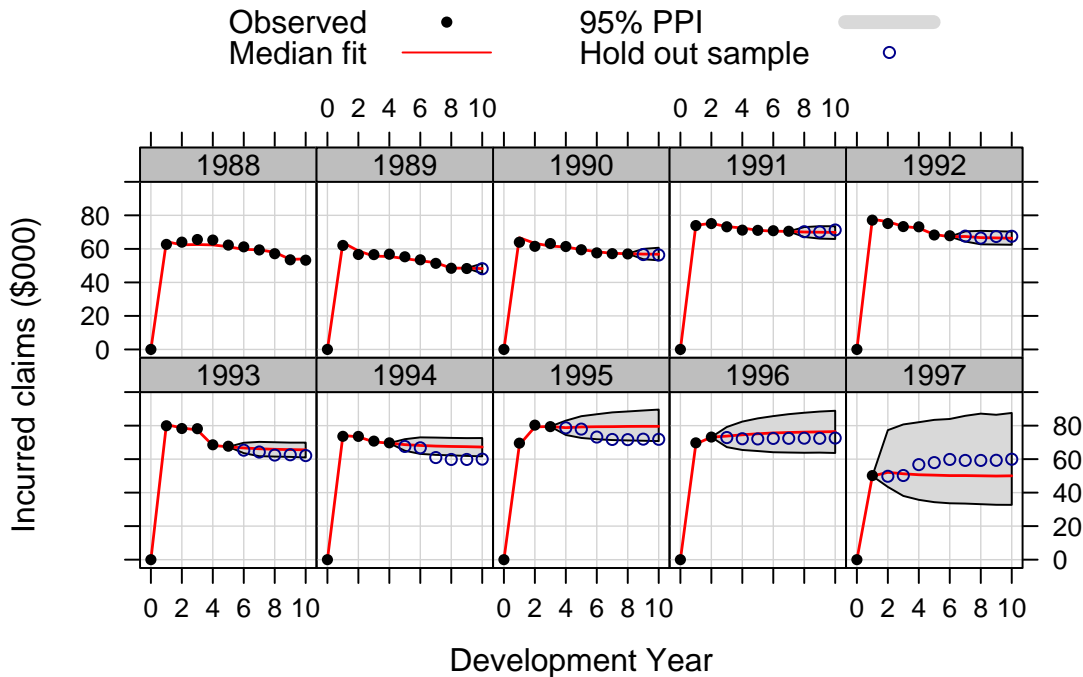 Observed 95% PPI
Median fit Hold out sample
0 2 4 6 8 10 0 2 4 6 8 10
1988 1989 1990 1991 1992
80
60
40
20
0
1993 1994 1995 1996 1997
80
60
40
20
0
0 2 4 6 8 10 0 2 4 6 8 10 0 2 4 6 8 10
Development Year
Incurred claims ($000)